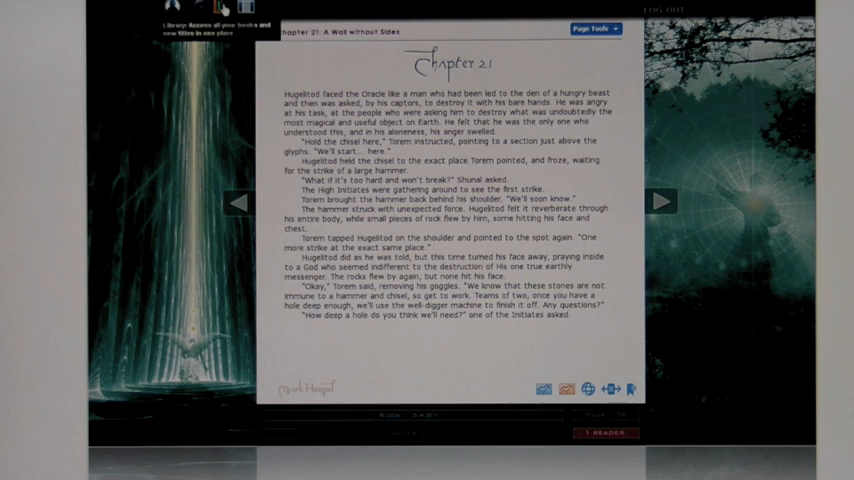 LOG OUT
Library: Access all your books and
new titles in one place
hapter 21: A Wall without Sides
Page Tools
Chapter 21
Hugelitod faced the Oracle like a man who had been led to the den of a hungry beast
and then was asked, by his captors, to destroy it with his bare hands. He was angry
at his task, at the people who were asking him to destroy what was undoubtedly the
most magical and useful object on Earth. He felt that he was the only one who
understood this, and in his aloneness, his anger swelled.
"Hold the chisel here," Torem instructed, pointing to a section just above the
glyphs. "We'll start... here."
Hugelitod held the chisel to the exact place Torem pointed, and froze, waiting
for the strike of a large hammer.
"What if it's too hard and won't break?" Shunal asked.
The High Initiates were gathering around to see the first strike.
Torem brought the hammer back behind his shoulder. "We'll soon know."
The hammer struck with unexpected force. Hugelitod felt it reverberate through
his entire body, while small pieces of rock flew by him, some hitting his face and
chest.
Torem tapped Hugelitod on the shoulder and pointed to the spot again. "One
more strike at the exact same place."
Hugelitod did as he was told, but this time turned his face away, praying inside
to a God who seemed indifferent to the destruction of His one true earthly
messenger. The rocks flew by again, but none hit his face.
"Okay," Torem said, removing his goggles. "We know that these stones are not
immune to a hammer and chisel, so get to work. Teams of two, once you have a
hole deep enough, we'll use the well-digger machine to finish it off. Any questions?"
"How deep a hole do you think we'll need?" one of the Initiates asked.
Mark Hempel
BOOK: 34.8%
1 READER